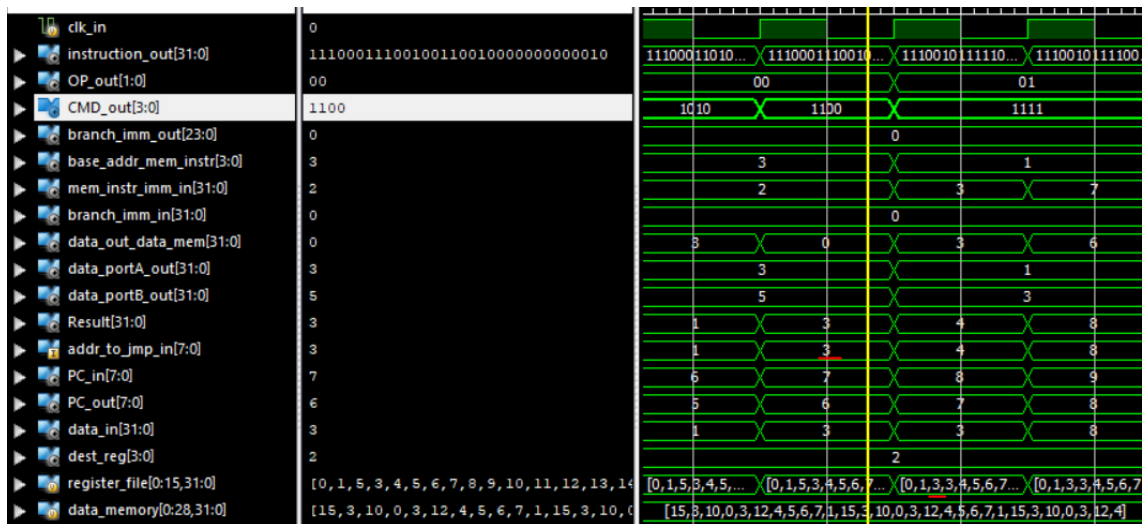 clk_in 0
instruction_out[31:0] 11100011100100110010000000000010 11100011010... 1110001110010... 1110010111110... 1110010111100.
OP_out[1:0] 00 00 01
CMD_out[3:0] 1100 1010 1100 1111
branch_imm_out[23:0] 0 0
base_addr_mem_instr[3:0] 3 3 1
mem_instr_imm_in[31:0] 2 2 3 7
branch_imm_in[31:0] 0 0
data_out_data_mem[31:0] 0 3 0 3 6
data_portA_out[31:0] 3 3 1
data_portB_out[31:0] 5 5 3
Result[31:0] 3 1 3 4 8
addr_to_jmp_in[7:0] 3 1 3 4 8
PC_in[7:0] 7 6 7 8 9
PC_out[7:0] 6 5 6 7 8
data_in[31:0] 3 1 3 3 8
dest_reg[3:0] 2 2
register_file[0:15,31:0] [0,1,5,3,4,5,6,7,8,9,10,11,12,13,14 [0,1,5,3,4,5,... [0,1,5,3,4,5,6,7... [0,1,3,3,4,5,6,7... [0,1,3,3,4,5,6,7
data_memory[0:28,31:0] [15,3,10,0,3,12,4,5,6,7,1,15,3,10,0 [15,3,10,0,3,12,4,5,6,7,1,15,3,10,0,3,12,4,5,6,7,1,15,3,10,0,3,12,4]